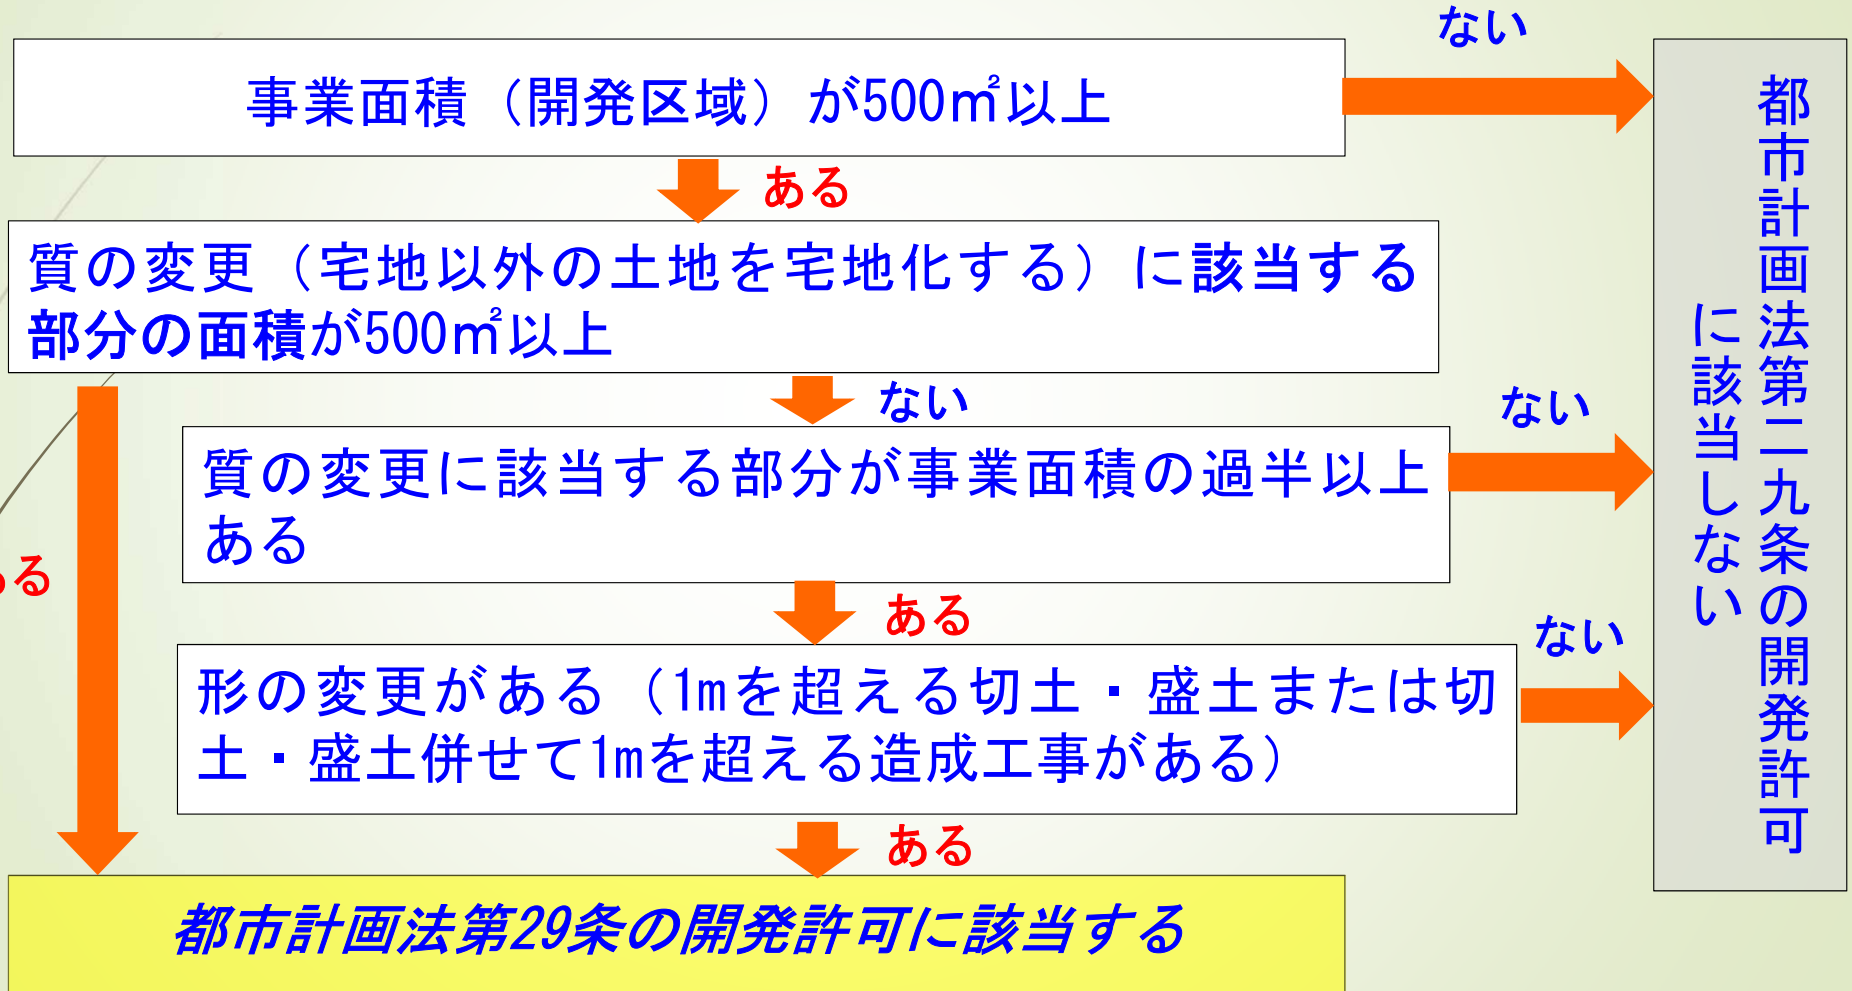 ない
事業面積（開発区域）が500㎡以上
ある
質の変更（宅地以外の土地を宅地化する）に該当する
部分の面積が500㎡以上
ない
ない
質の変更に該当する部分が事業面積の過半以上
ある
ある
ある
ない
形の変更がある（1mを超える切土・盛土または切
土・盛土併せて1mを超える造成工事がある）
ある
都市計画法第29条の開発許可に該当する
都市計画法第二九条の開発許可
に該当しない